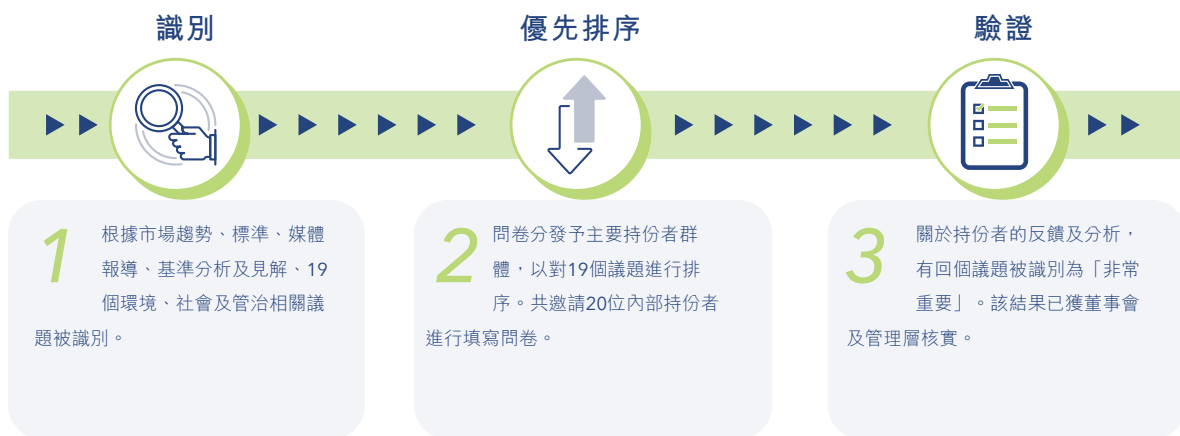 識別
優先排序
驗證
1
根據市場趨勢、標準、媒體
報導、基準分析及見解、19
個環境、社會及管治相關議
題被識別。
2
問卷分發予主要持份者群
體，以對19個議題進行排
序。共邀請20位內部持份者
進行填寫問卷。
3
關於持份者的反饋及分析，
有回個議題被識別為「非常
重要」。該結果已獲董事會
及管理層核實。